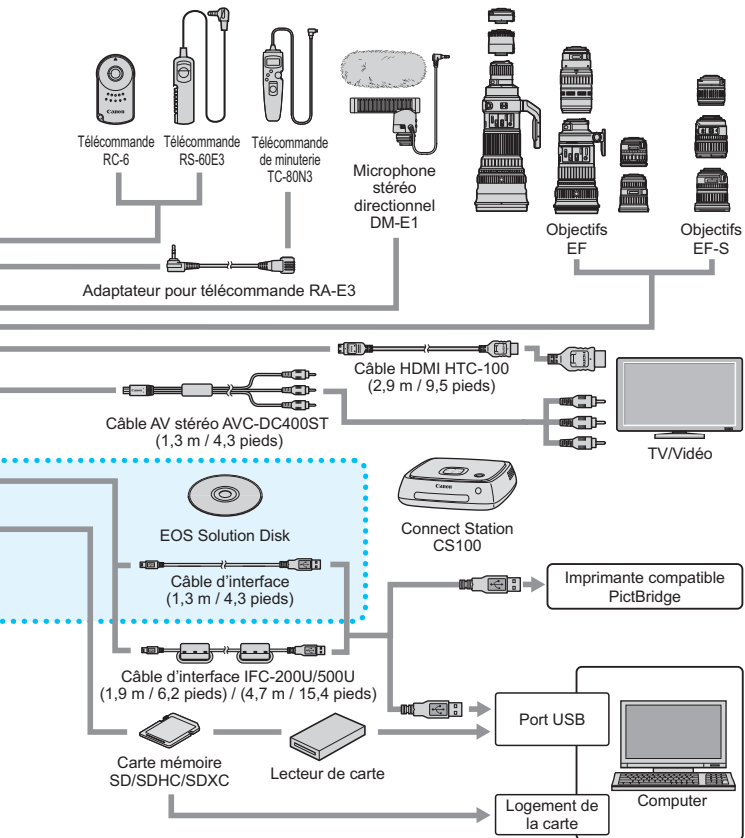 Canon
Télécommande
RC-6
Télécommande
RS-60E3
Télécommande
de minuterie
TC-80N3
Microphone
stéréo
directionnel
DM-E1
Objectifs
EF
Objectifs
EF-S
Adaptateur pour télécommande RA-E3
Câble HDMI HTC-100
(2,9 m / 9,5 pieds)
Câble AV stéréo AVC-DC400ST
(1,3 m / 4,3 pieds)
TV/Vidéo
EOS Solution Disk
Canon
Connect Station
CS100
Câble d'interface
(1,3 m / 4,3 pieds)
Imprimante compatible
PictBridge
Câble d'interface IFC-200U/500U
(1,9 m / 6,2 pieds) / (4,7 m / 15,4 pieds)
Port USB
Carte mémoire
SD/SDHC/SDXC
Lecteur de carte
Computer
Logement de
la carte